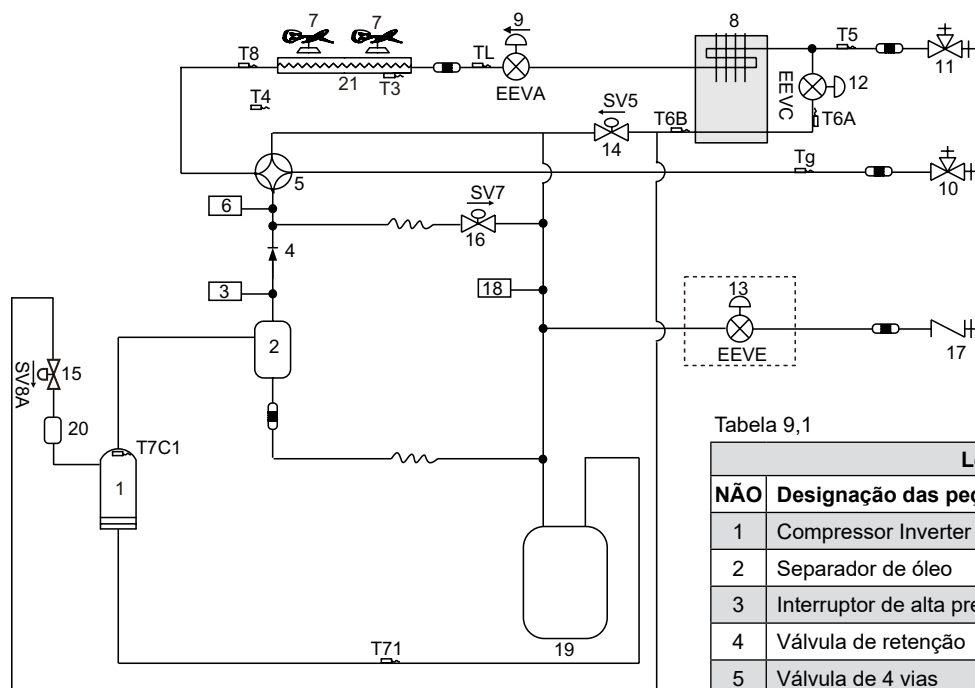 7 7 9 8
T8 TL T5
21 T3 EEVA EEVC 12 11
T4 SV5 T6B T6A
14
5 Tg
6 SV7 10
16
4
3 18 13
2 EEVE 17
SV8A 15
20
T7C1
1
19
T71
Tabela 9,1
L
NÃO Designação das peç
1 Compressor Inverter
2 Separador de óleo
3 Interruptor de alta pre
4 Válvula de retenção
5 Válvula de 4 vias